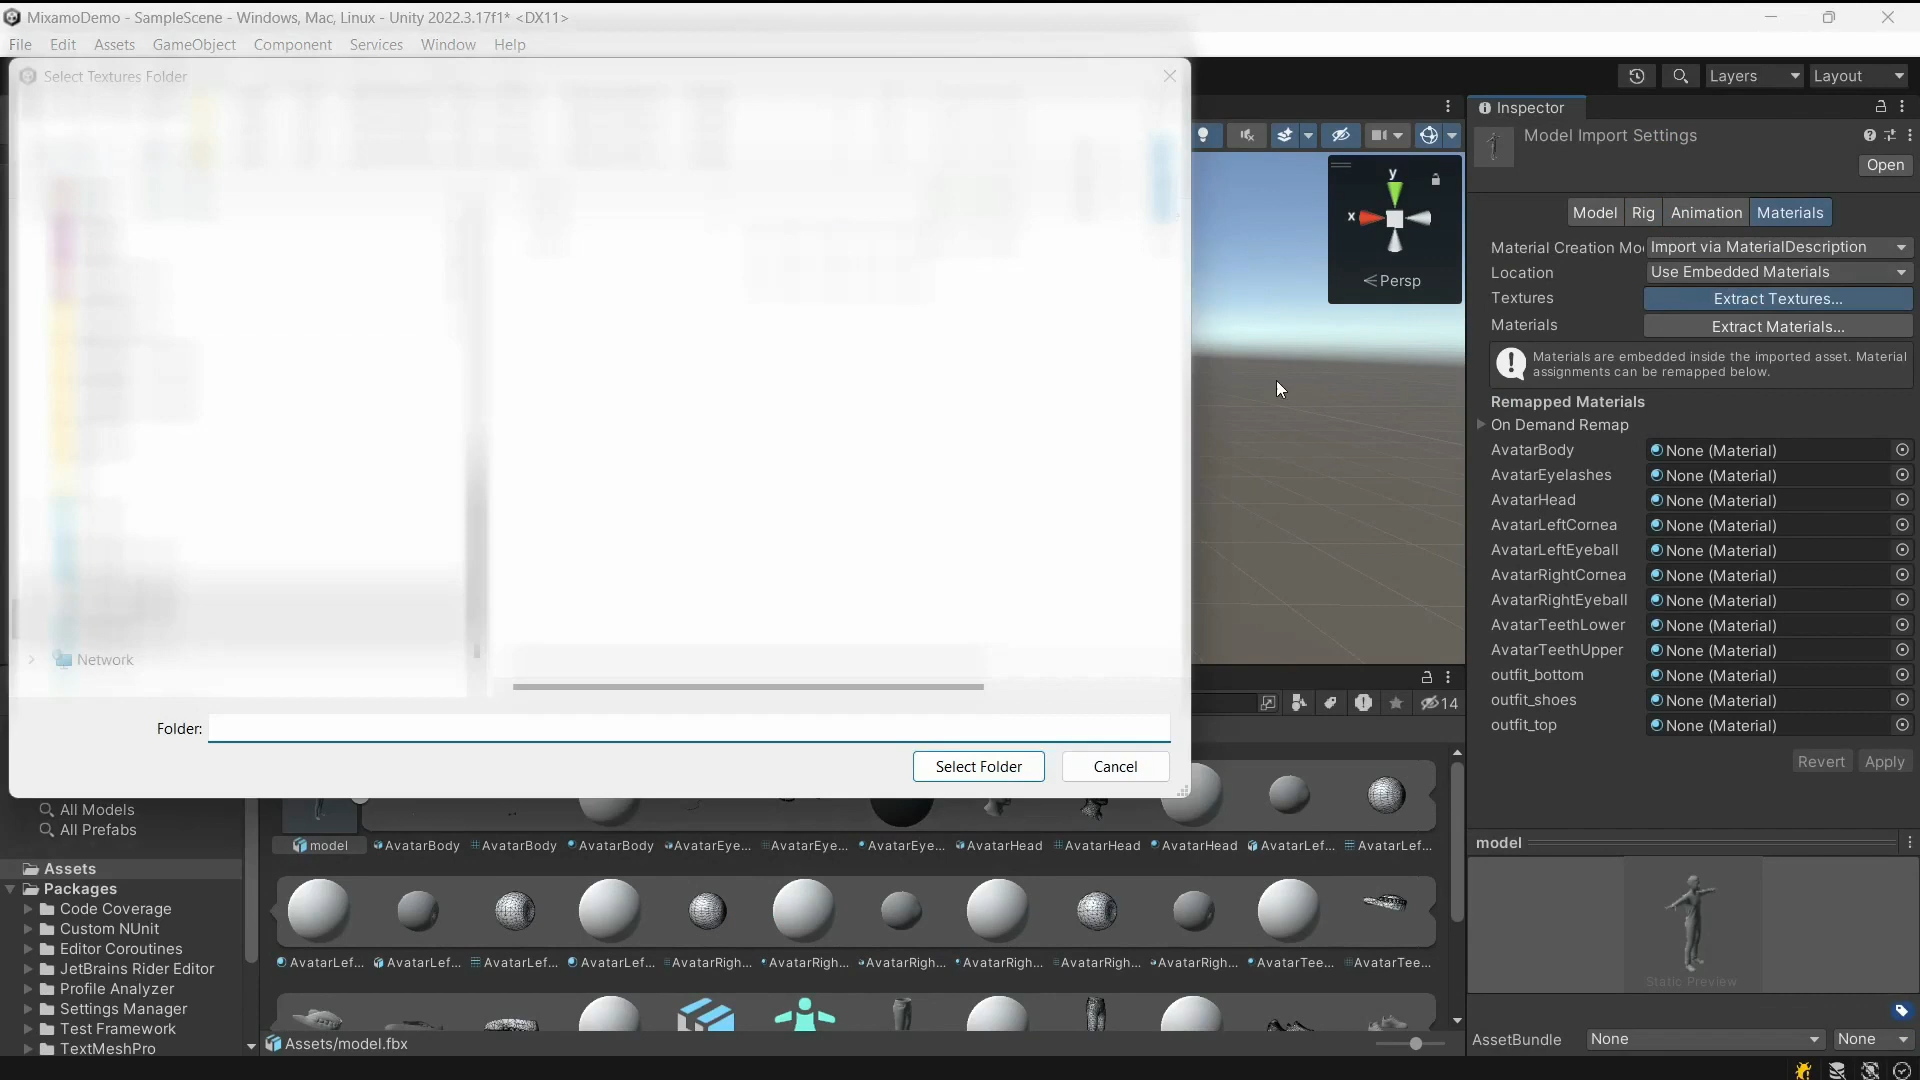 MixamoDemo - SampleScene - Windows, Mac, Linux - Unity 2022.3.17f1* <DX11>
File Edit Assets GameObject Component Services Window Help
Select Textures Folder
Layers Layout
Inspector
Model Import Settings
Open
Model Rig Animation Materials
Material Creation Mo Import via MaterialDescription
Location Use Embedded Materials
Textures Extract Textures...
Materials Extract Materials...
Materials are embedded inside the imported asset. Material
assignments can be remapped below.
Remapped Materials
On Demand Remap
AvatarBody None (Material)
AvatarEyelashes None (Material)
AvatarHead None (Material)
AvatarLeftCornea None (Material)
AvatarLeftEyeball None (Material)
AvatarRightCornea None (Material)
AvatarRightEyeball None (Material)
AvatarTeethLower None (Material)
AvatarTeethUpper None (Material)
outfit_bottom None (Material)
outfit_shoes None (Material)
outfit_top None (Material)
Revert Apply
y
x
Persp
Network
Folder:
Select Folder Cancel
14
All Models
All Prefabs
Assets
Packages
Code Coverage
Custom NUnit
Editor Coroutines
JetBrains Rider Editor
Profile Analyzer
Settings Manager
Test Framework
TextMeshPro
model AvatarBody AvatarBody AvatarBody AvatarEye... AvatarEye... AvatarEye... AvatarHead AvatarHead AvatarHead AvatarLef... AvatarLef...
AvatarLef... AvatarLef... AvatarLef... AvatarLef... AvatarRigh... AvatarRigh... AvatarRigh... AvatarRigh... AvatarRigh... AvatarRigh... AvatarTee... AvatarTee...
Assets/model.fbx
model
Static Preview
AssetBundle None None